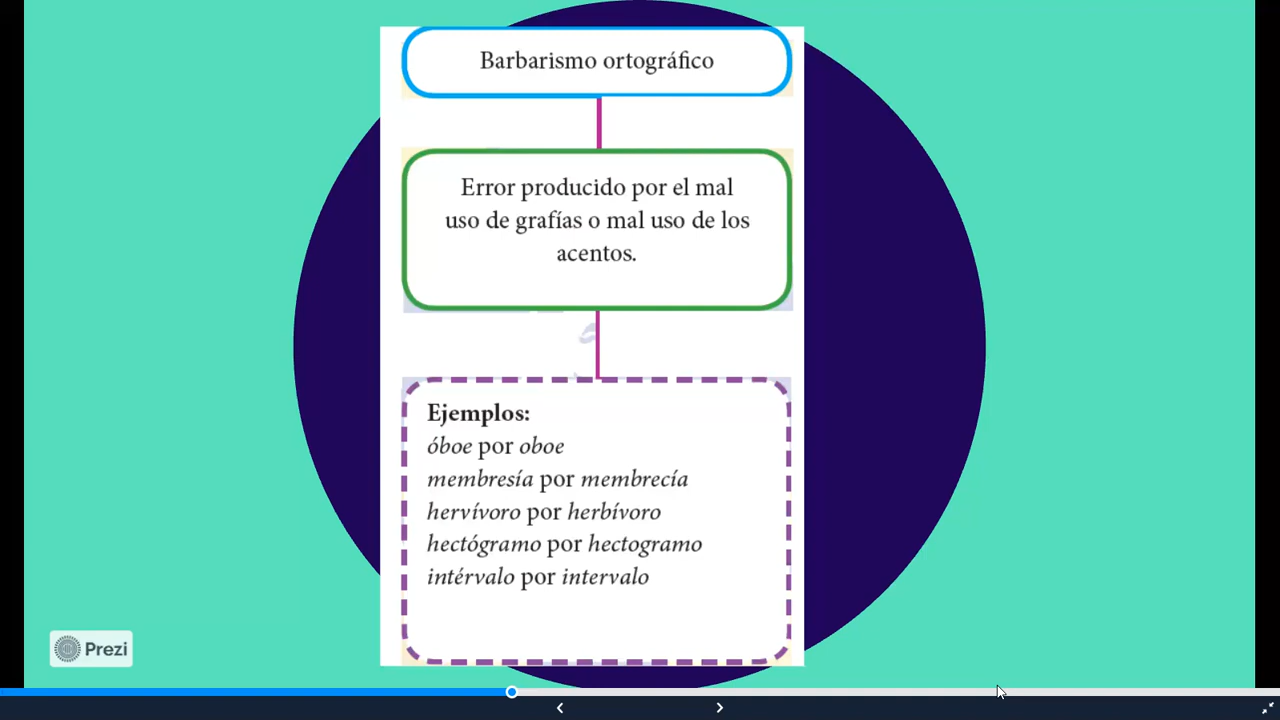 Barbarismo ortográfico
Error producido por el mal
uso de grafías o mal uso de los
acentos.
Ejemplos:
óboe por oboe
membresía por membrecía
hervívoro por herbívoro
hectógramo por hectogramo
intérvalo por intervalo
Prezi